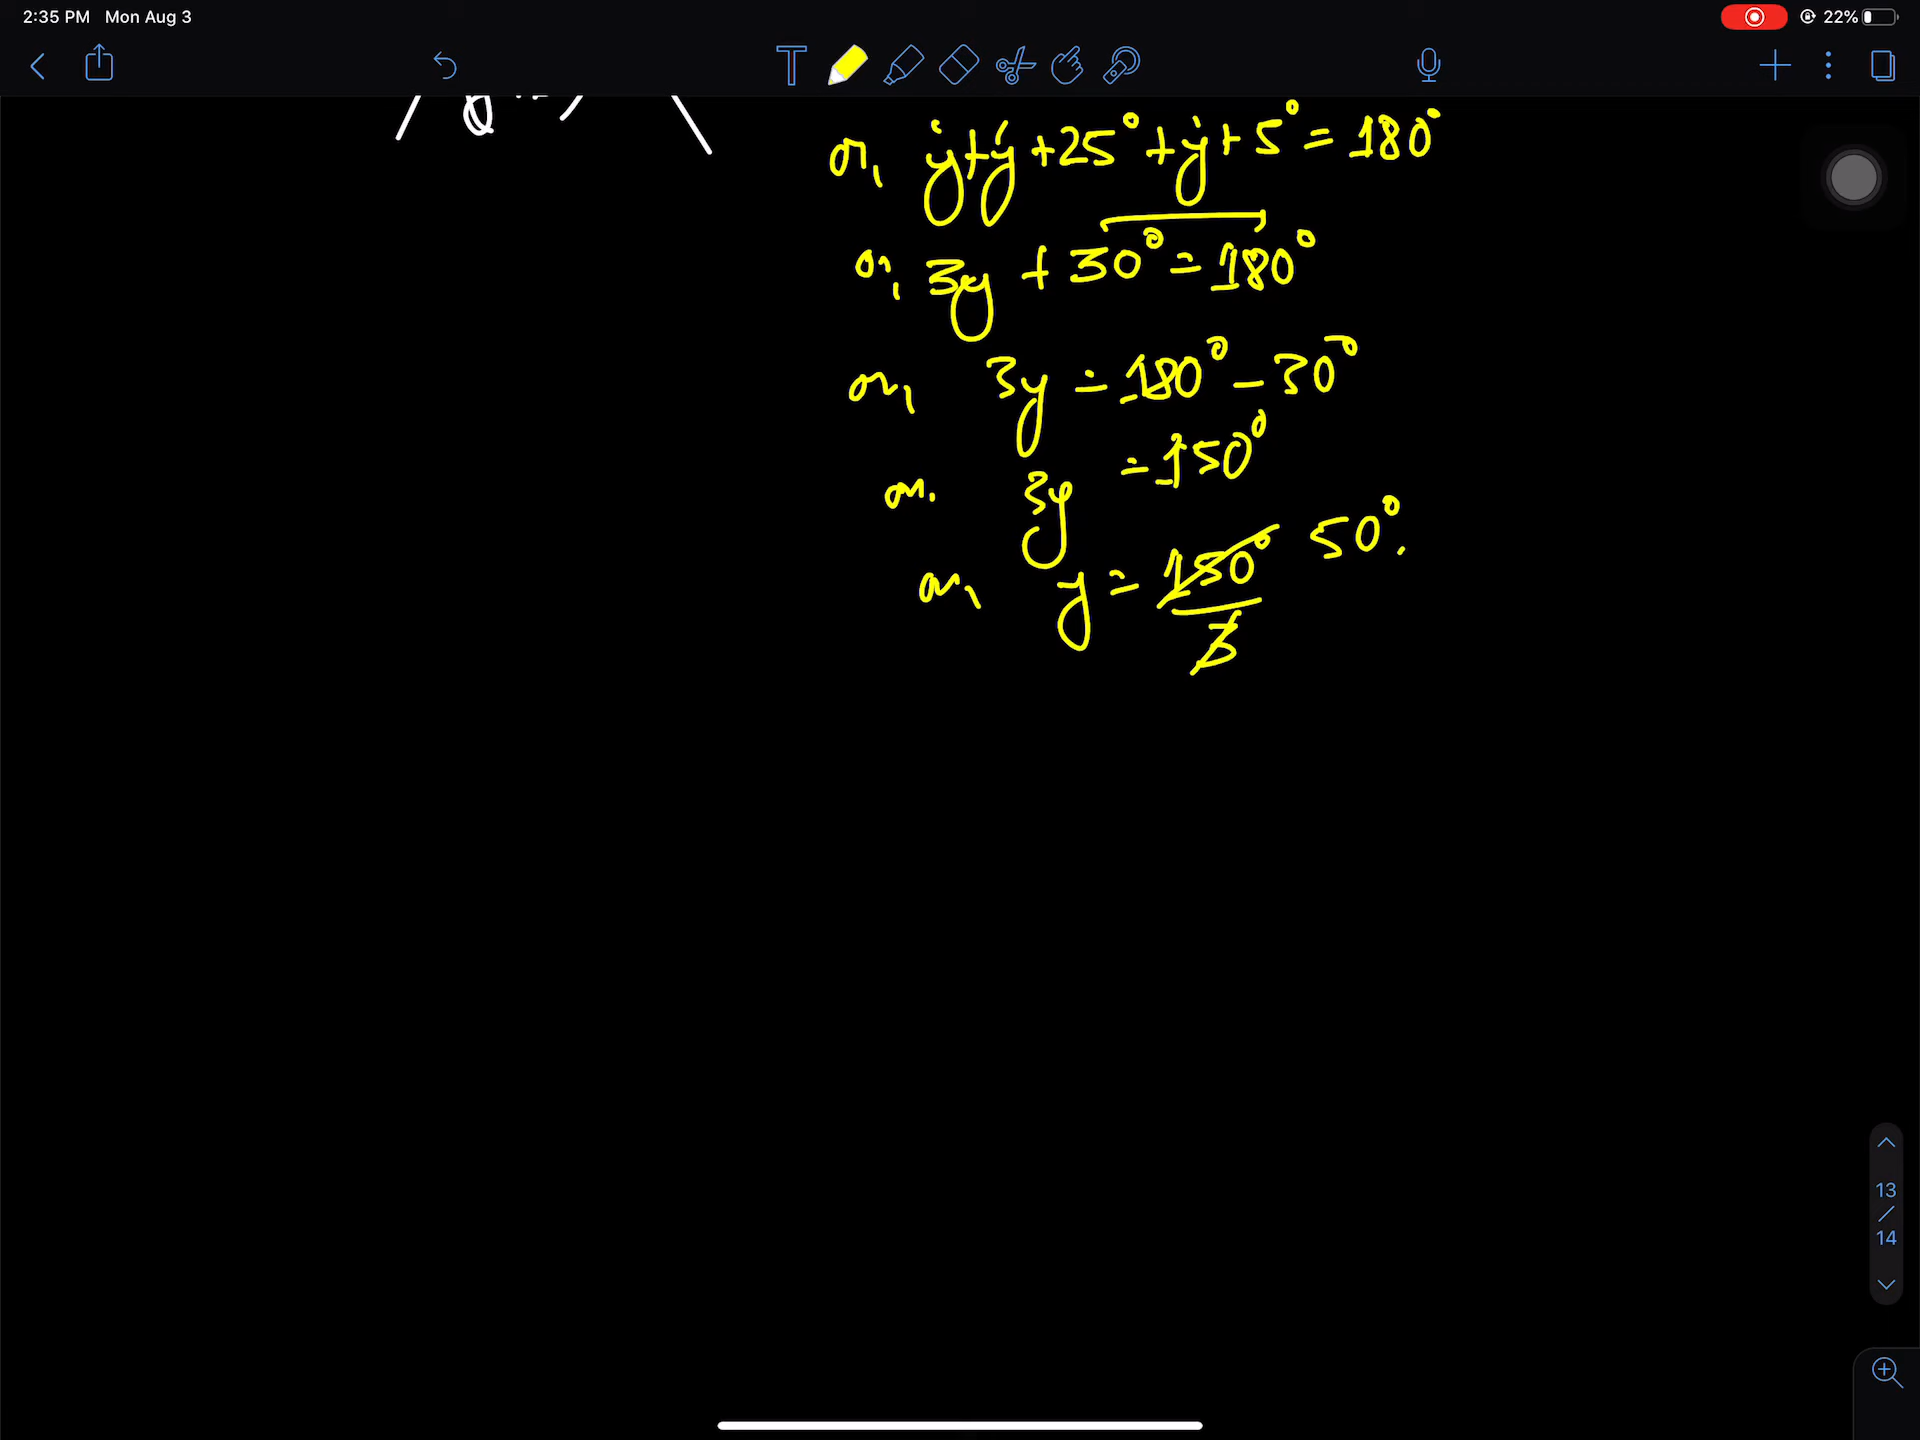 2:35 PM Mon Aug 3
22%
or, y+y+25°+y+5°=180°
or, 3y + 30° = 180°
or, 3y = 180° - 30°
or, 3y = 150°
or, y = 150°/3 50°.
13
/
14